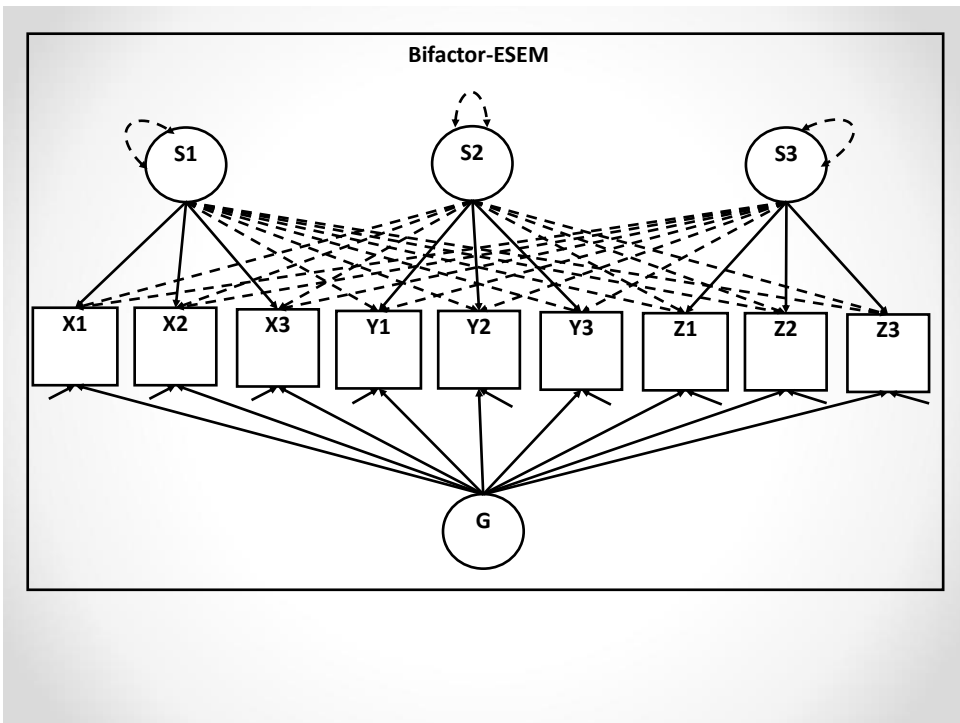 Bifactor-ESEM
S1 S2 S3
X1 X2 X3 Y1 Y2 Y3 Z1 Z2 Z3
G